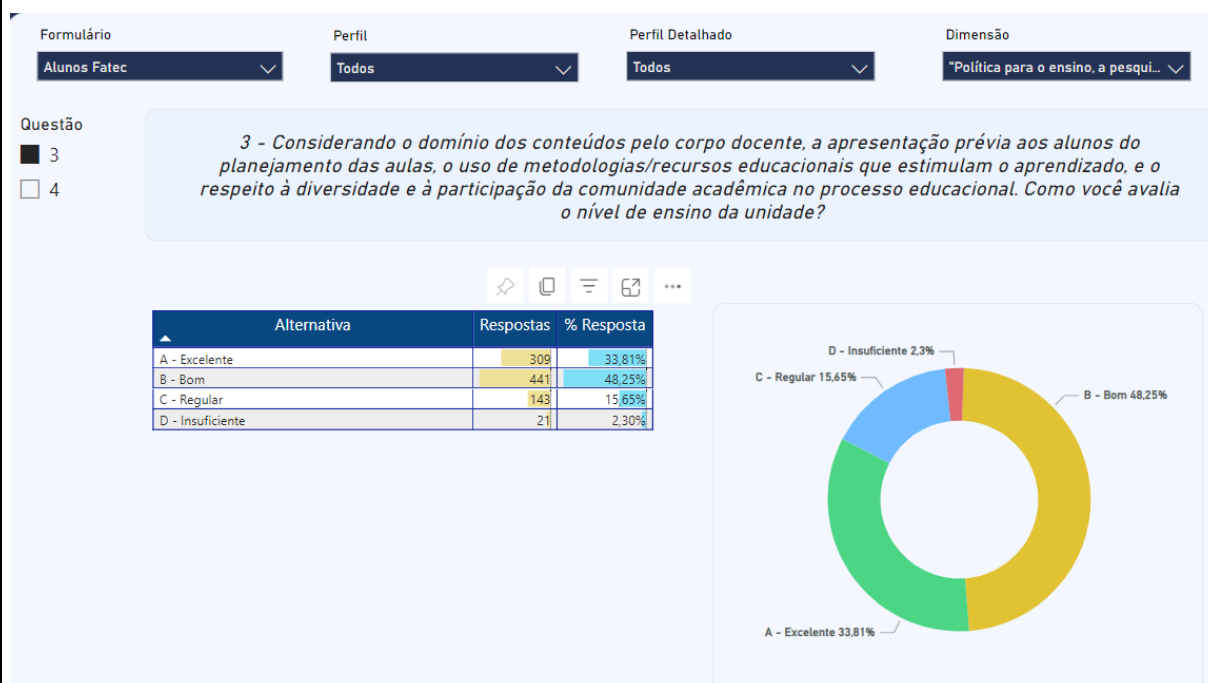 Formulário
Perfil
Perfil Detalhado
Dimensão
Alunos Fatec
Todos
Todos
"Política para o ensino, a pesqui...
Questão
3
4
3 - Considerando o domínio dos conteúdos pelo corpo docente, a apresentação prévia aos alunos do
planejamento das aulas, o uso de metodologias/recursos educacionais que estimulam o aprendizado, e o
respeito à diversidade e à participação da comunidade acadêmica no processo educacional. Como você avalia
o nível de ensino da unidade?
Alternativa Respostas % Resposta
A - Excelente 309 33,81%
B - Bom 441 48,25%
C - Regular 143 15,65%
D - Insuficiente 21 2,30%
D - Insuficiente 2,3%
C - Regular 15,65%
B - Bom 48,25%
A - Excelente 33,81%